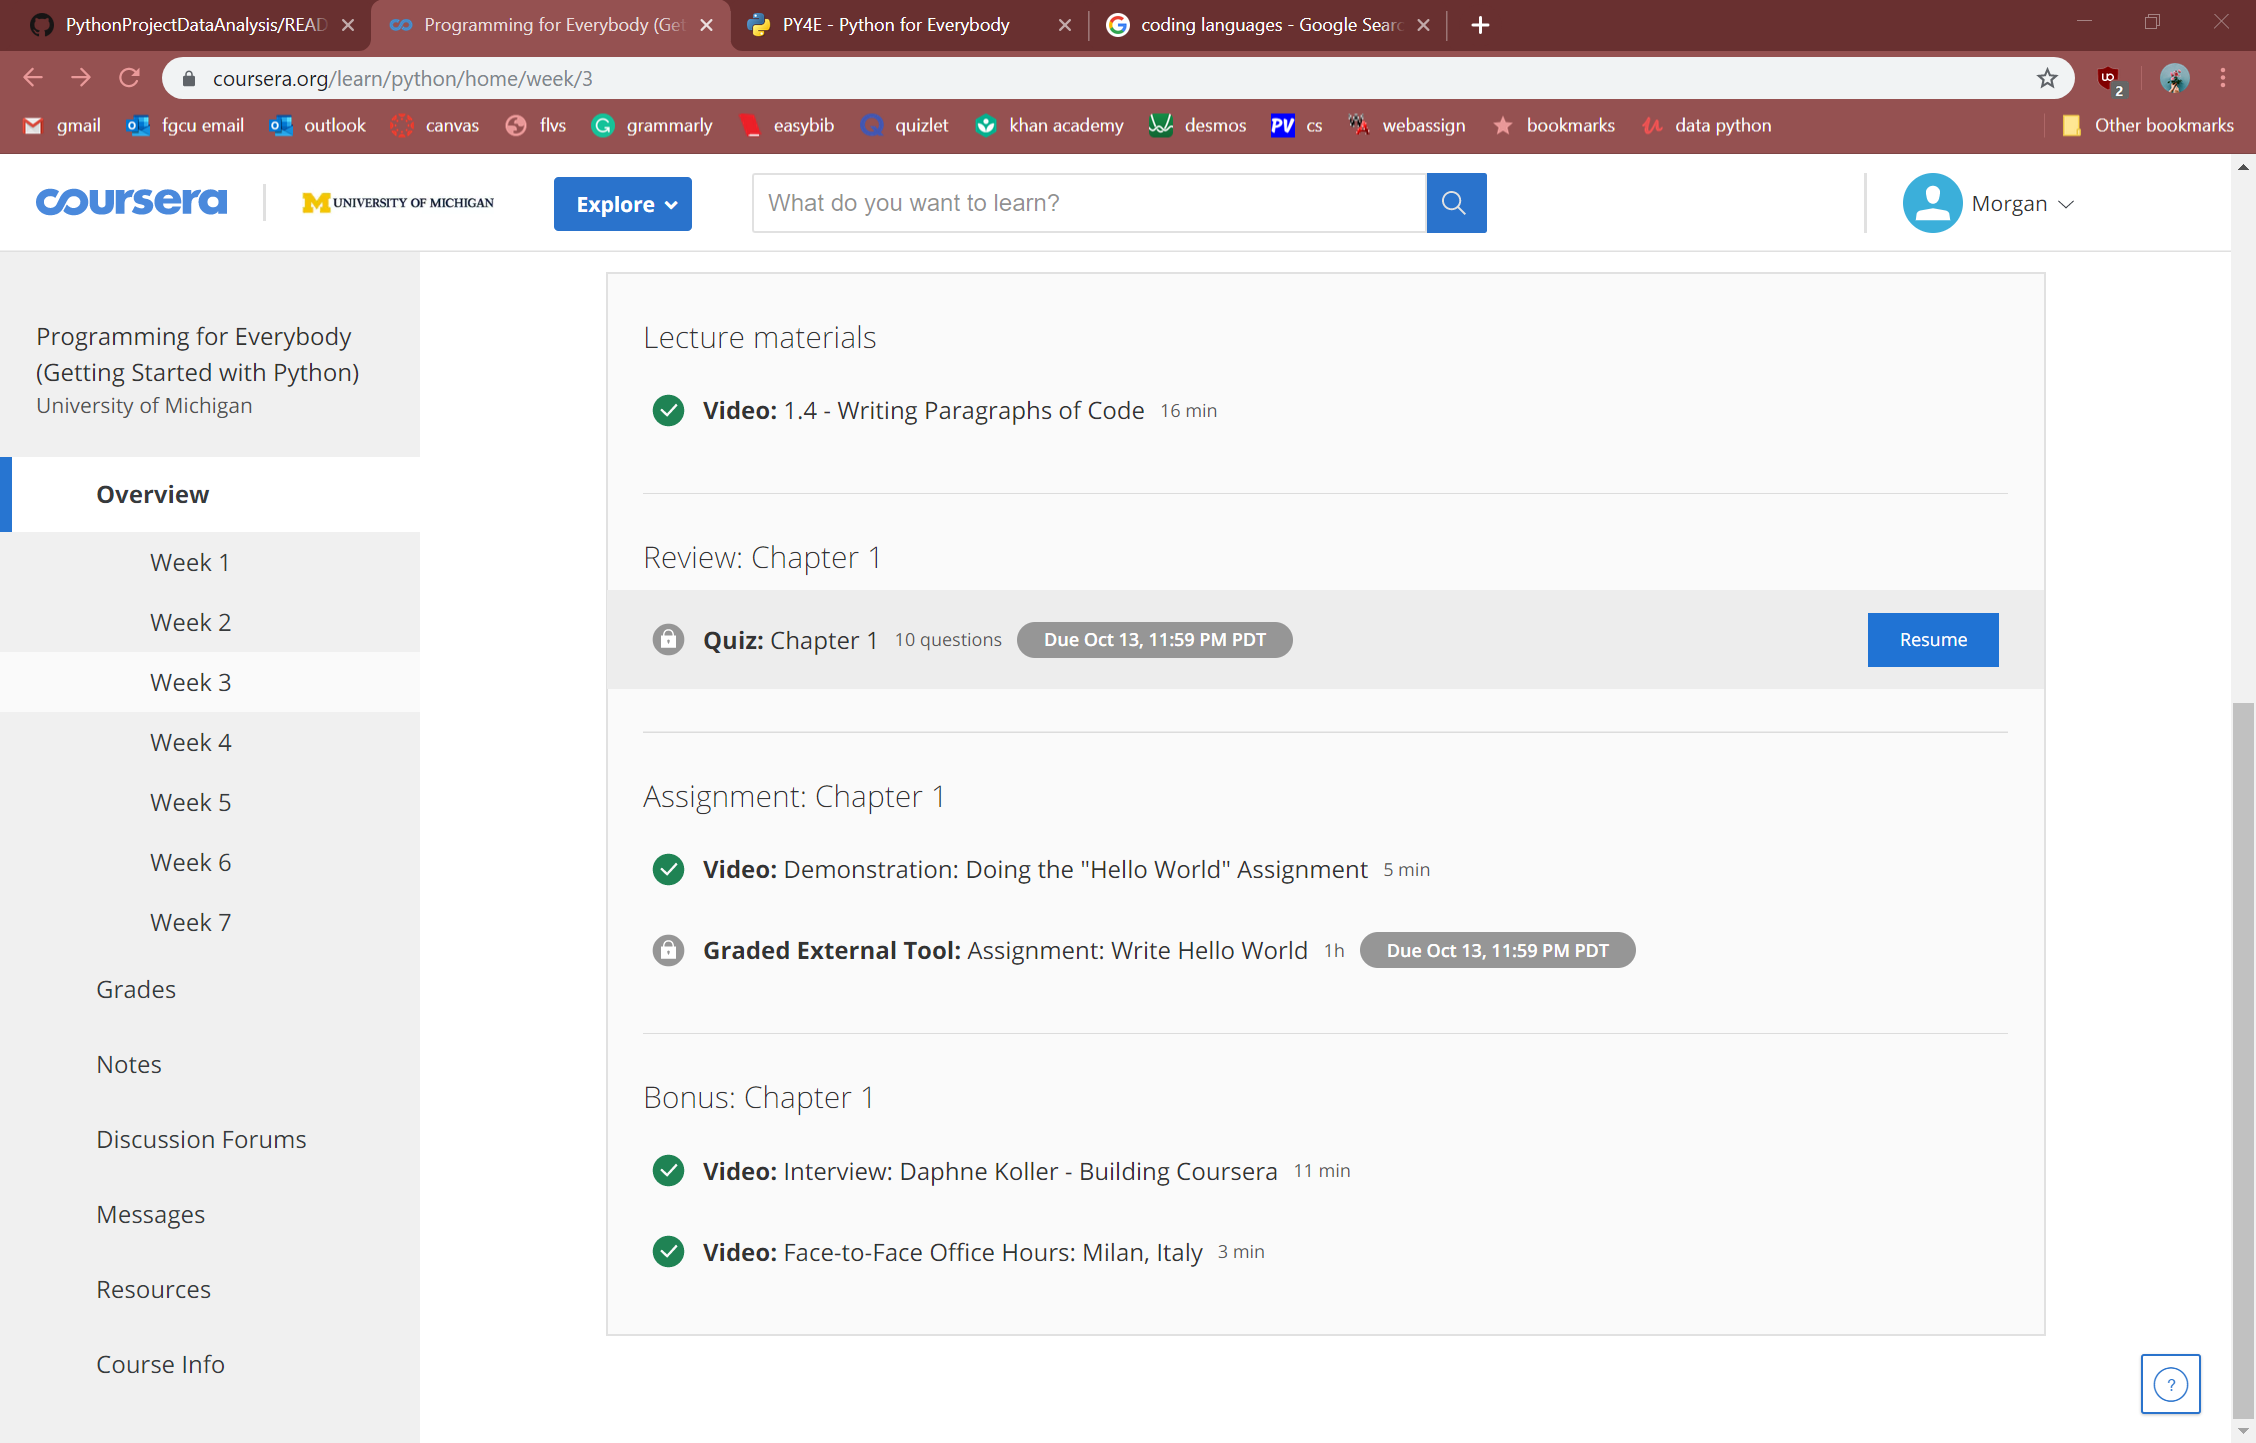 PythonProjectDataAnalysis/READ
Programming for Everybody (Get
PY4E - Python for Everybody
coding languages - Google Searc
coursera.org/learn/python/home/week/3
2
gmail
fgcu email
outlook
canvas
flvs
grammarly
easybib
quizlet
khan academy
desmos
PV cs
webassign
bookmarks
data python
Other bookmarks
coursera
M UNIVERSITY OF MICHIGAN
Explore
What do you want to learn?
Morgan
Programming for Everybody
(Getting Started with Python)
University of Michigan
Overview
Week 1
Week 2
Week 3
Week 4
Week 5
Week 6
Week 7
Grades
Notes
Discussion Forums
Messages
Resources
Course Info
Lecture materials
Video: 1.4 - Writing Paragraphs of Code 16 min
Review: Chapter 1
Quiz: Chapter 1 10 questions Due Oct 13, 11:59 PM PDT
Resume
Assignment: Chapter 1
Video: Demonstration: Doing the "Hello World" Assignment 5 min
Graded External Tool: Assignment: Write Hello World 1h Due Oct 13, 11:59 PM PDT
Bonus: Chapter 1
Video: Interview: Daphne Koller - Building Coursera 11 min
Video: Face-to-Face Office Hours: Milan, Italy 3 min
?